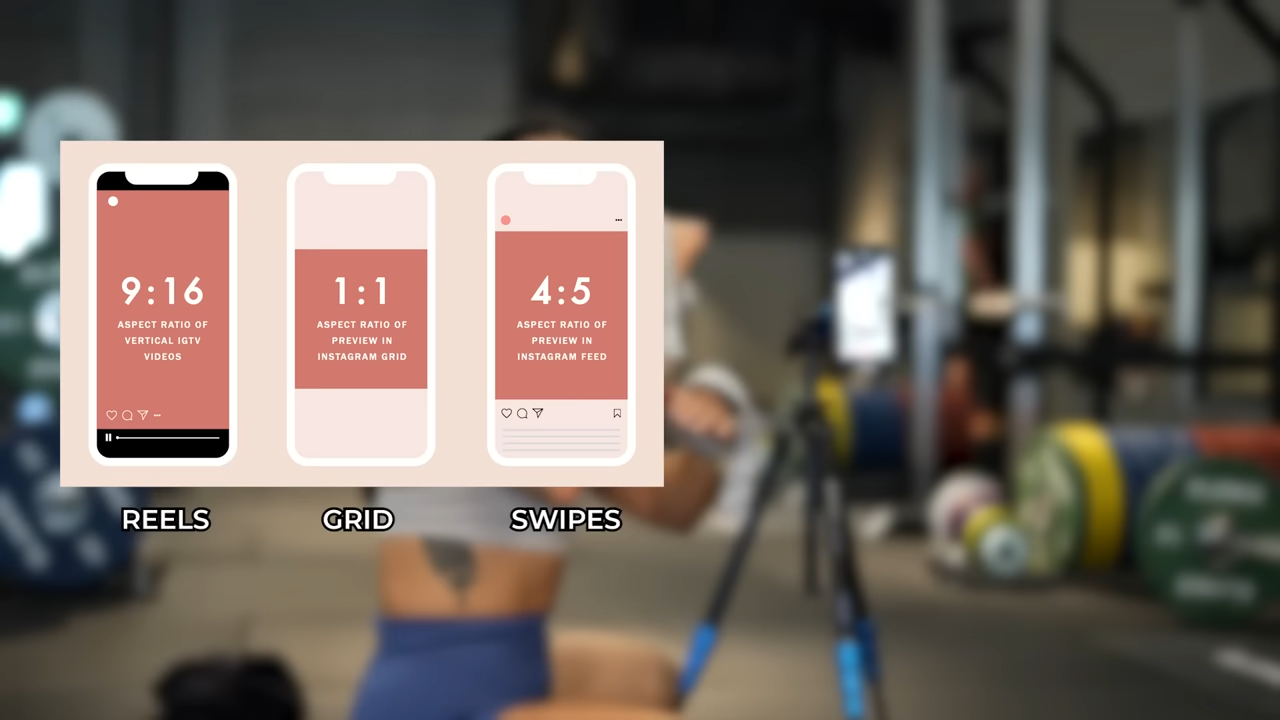 9:16
ASPECT RATIO OF
VERTICAL IGTV
VIDEOS
1:1
ASPECT RATIO OF
PREVIEW IN
INSTAGRAM GRID
4:5
ASPECT RATIO OF
PREVIEW IN
INSTAGRAM FEED
REELS
GRID
SWIPES